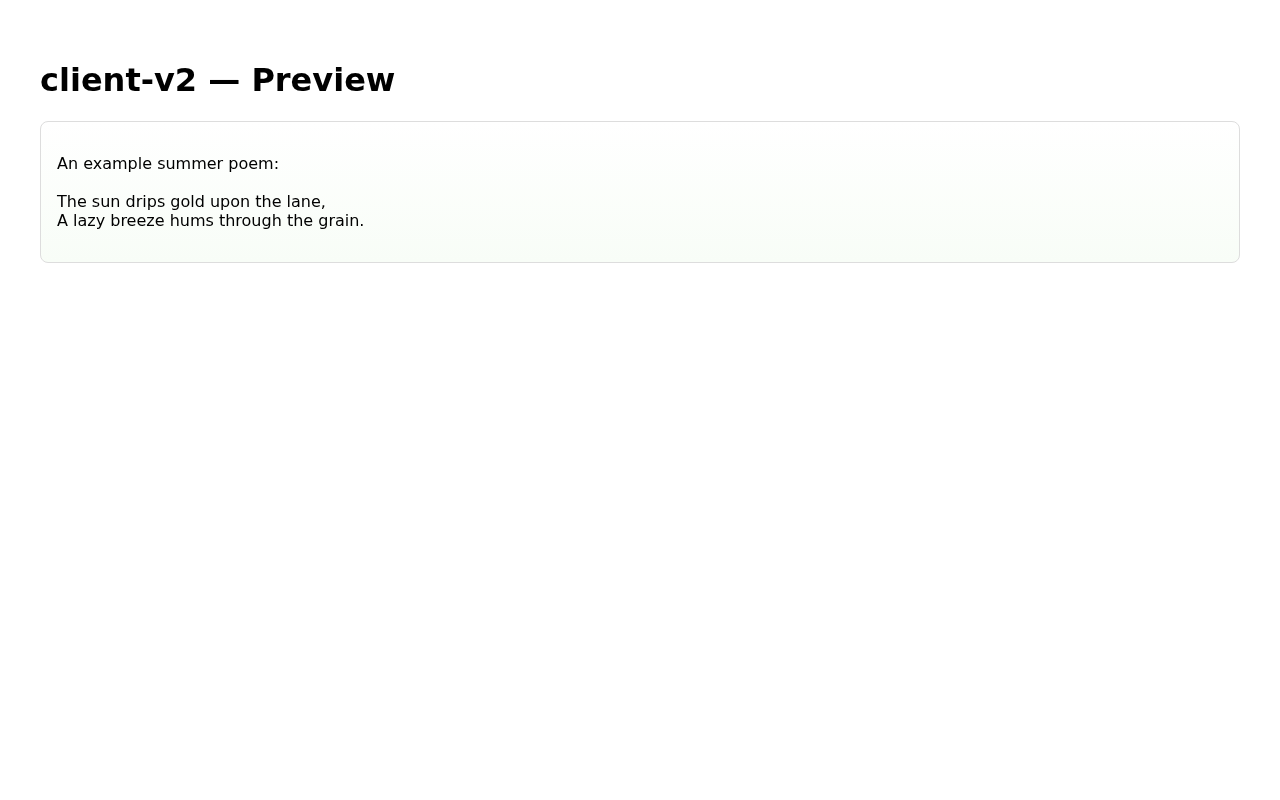 client-v2 — Preview
An example summer poem:
The sun drips gold upon the lane,
A lazy breeze hums through the grain.